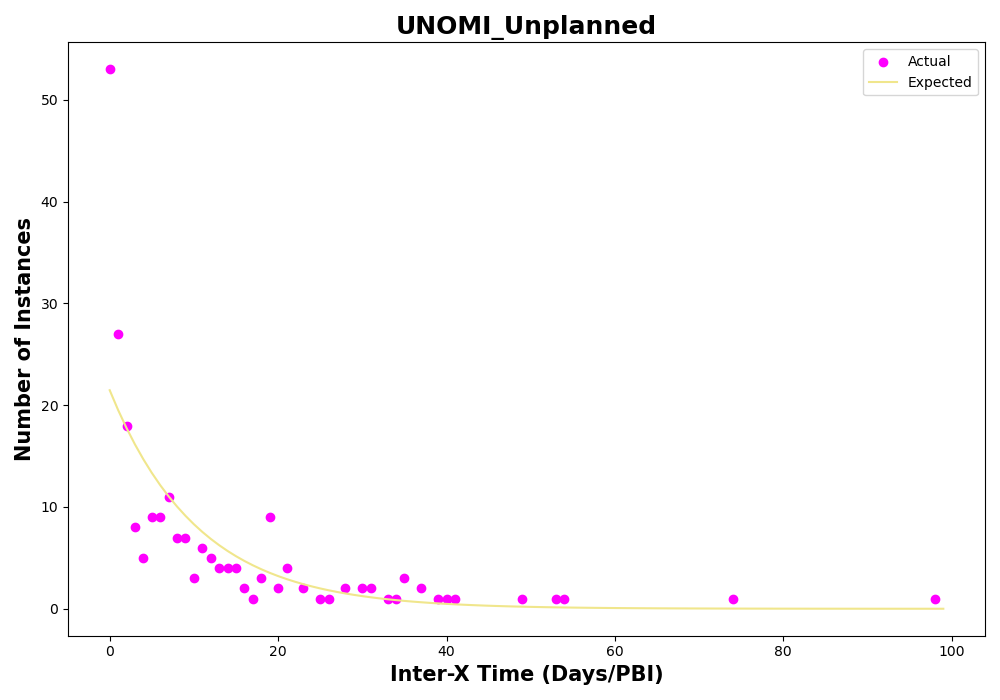 UNOMI_Unplanned
Actual
Expected
50
40
30
20
10
0
Number of Instances
0 20 40 60 80 100
Inter-X Time (Days/PBI)